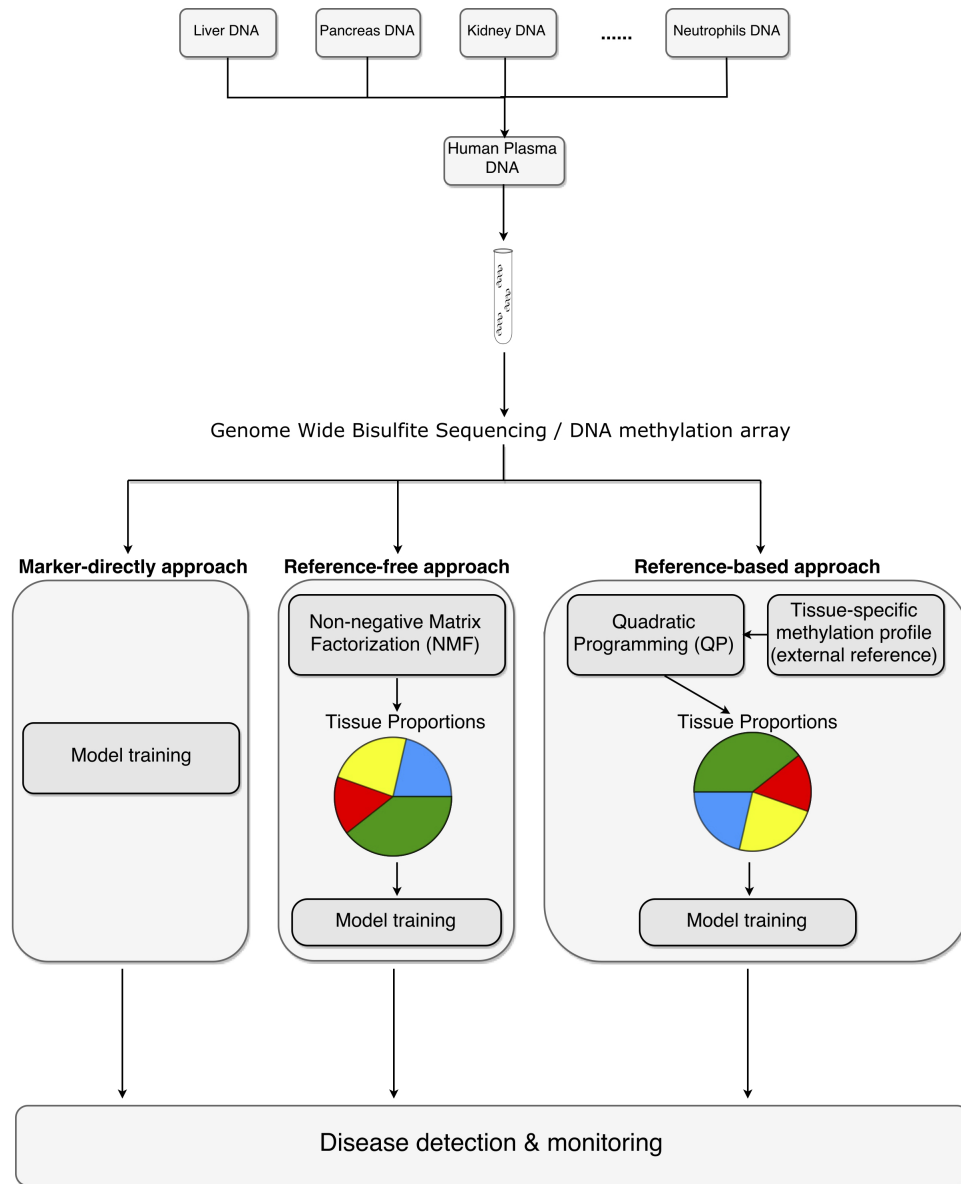 Liver DNA
Pancreas DNA
Kidney DNA
......
Neutrophils DNA
Human Plasma
DNA
Genome Wide Bisulfite Sequencing / DNA methylation array
Marker-directly approach
Model training
Reference-free approach
Non-negative Matrix
Factorization (NMF)
Tissue Proportions
Model training
Reference-based approach
Quadratic
Programming (QP)
Tissue-specific
methylation profile
(external reference)
Tissue Proportions
Model training
Disease detection & monitoring